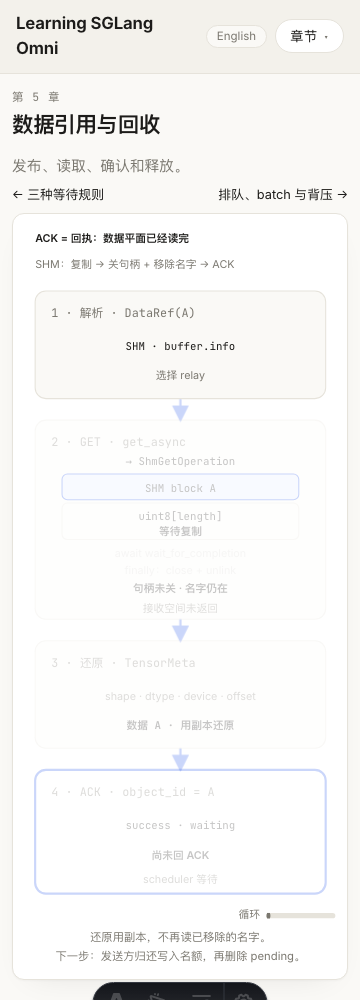 Learning SGLang
Omni
English
章节
第 5 章
数据引用与回收
发布、读取、确认和释放。
← 三种等待规则
排队、batch 与背压 →
ACK = 回执：数据平面已经读完
SHM：复制 → 关句柄 + 移除名字 → ACK
1 · 解析 · DataRef(A)
SHM · buffer.info
选择 relay
2 · GET · get_async
→ ShmGetOperation
SHM block A
uint8[length]
等待复制
await wait_for_completion
finally · close + unlink
句柄未关 · 名字仍在
接收空间未返回
3 · 还原 · TensorMeta
shape · dtype · device · offset
数据 A · 用副本还原
4 · ACK · object_id = A
success · waiting
尚未回 ACK
scheduler 等待
循环
还原用副本，不再读已移除的名字。
下一步：发送方归还写入名额，再删除 pending。